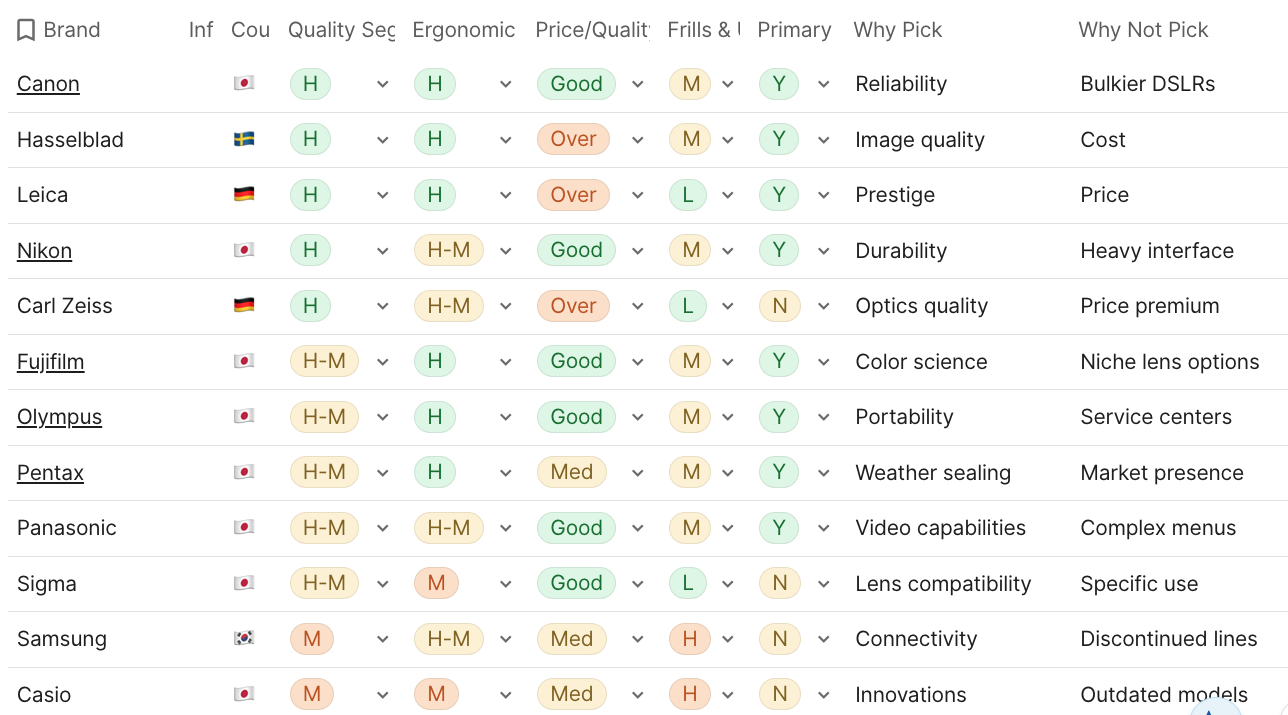 Brand Inf Cou Quality Seg Ergonomic Price/Quality Frills & U Primary Why Pick Why Not Pick
Canon H H Good M Y Reliability Bulkier DSLRs
Hasselblad H H Over M Y Image quality Cost
Leica H H Over L Y Prestige Price
Nikon H H-M Good M Y Durability Heavy interface
Carl Zeiss H H-M Over L N Optics quality Price premium
Fujifilm H-M H Good M Y Color science Niche lens options
Olympus H-M H Good M Y Portability Service centers
Pentax H-M H Med M Y Weather sealing Market presence
Panasonic H-M H-M Good M Y Video capabilities Complex menus
Sigma H-M M Good L N Lens compatibility Specific use
Samsung M H-M Med H N Connectivity Discontinued lines
Casio M M Med H N Innovations Outdated models